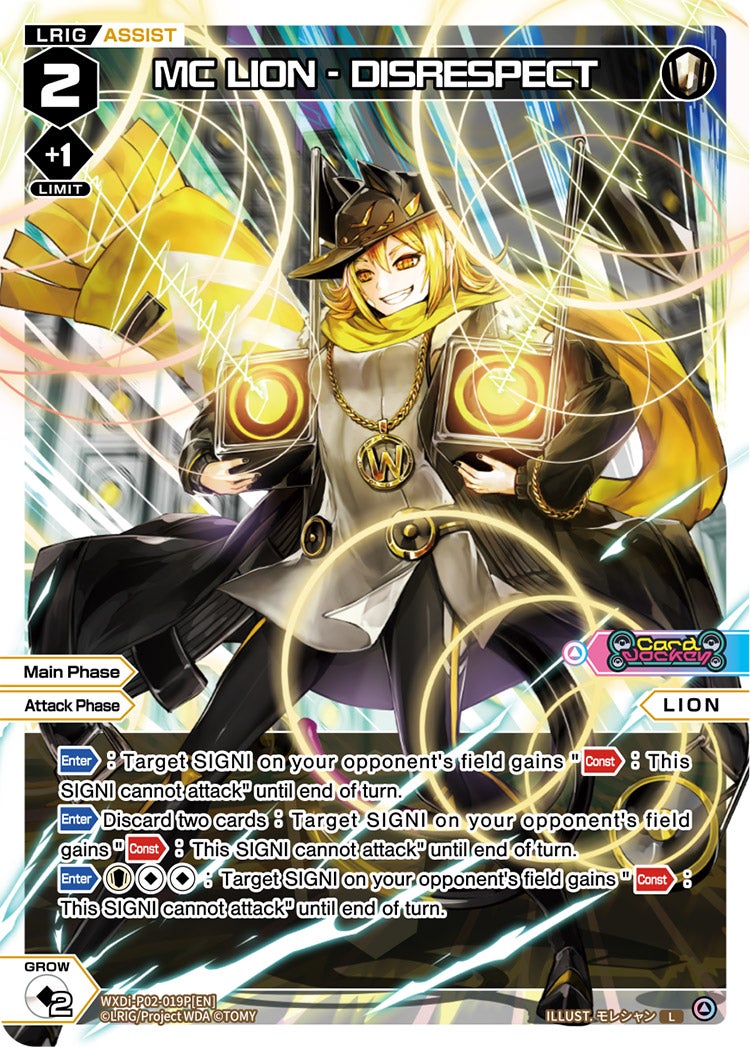 LRIG ASSIST
2
MC LION - DISRESPECT
+1
LIMIT
W
Card
Jockey
Main Phase
Attack Phase
LION
Enter : Target SIGNI on your opponent's field gains "Const : This
SIGNI cannot attack" until end of turn.
Enter Discard two cards : Target SIGNI on your opponent's field
gains "Const : This SIGNI cannot attack" until end of turn.
Enter : Target SIGNI on your opponent's field gains "Const :
This SIGNI cannot attack" until end of turn.
GROW
2
WXDi-P02-019P[EN]
©LRIG/Project WDA ©TOMY
ILLUST. モレシャン L